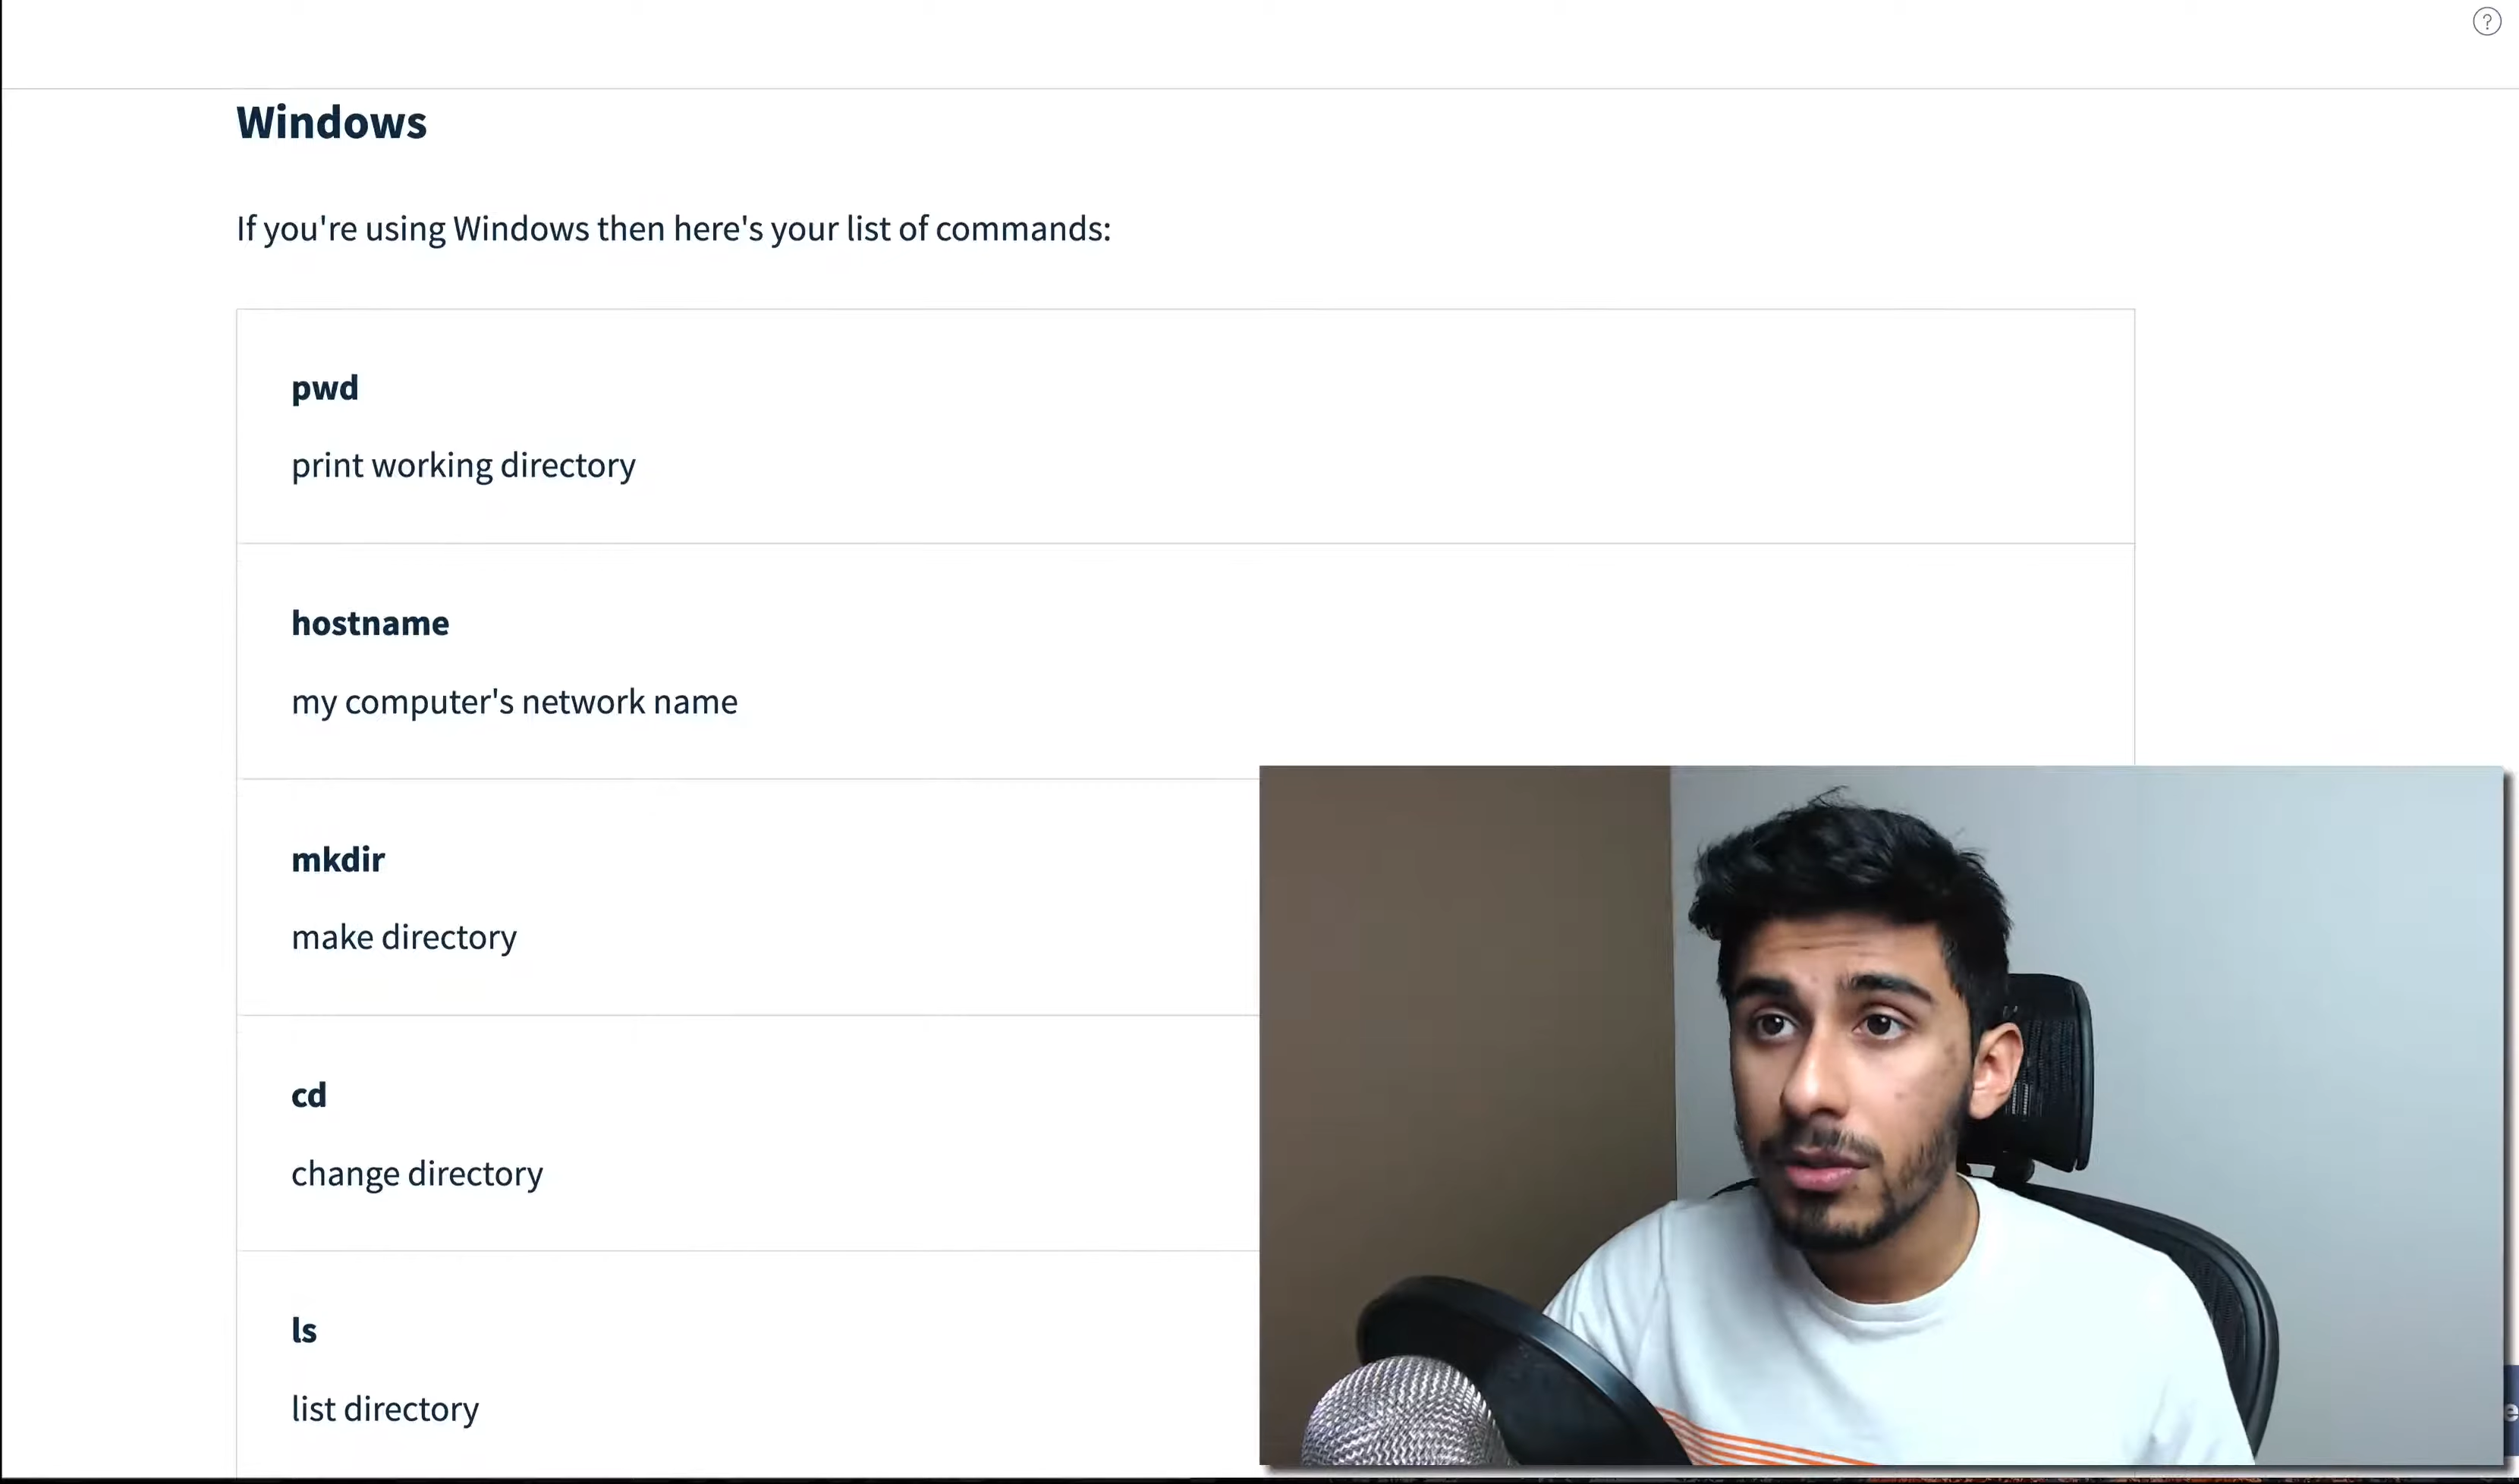 Windows
If you're using Windows then here's your list of commands:
pwd
print working directory
hostname
my computer's network name
mkdir
make directory
cd
change directory
ls
list directory